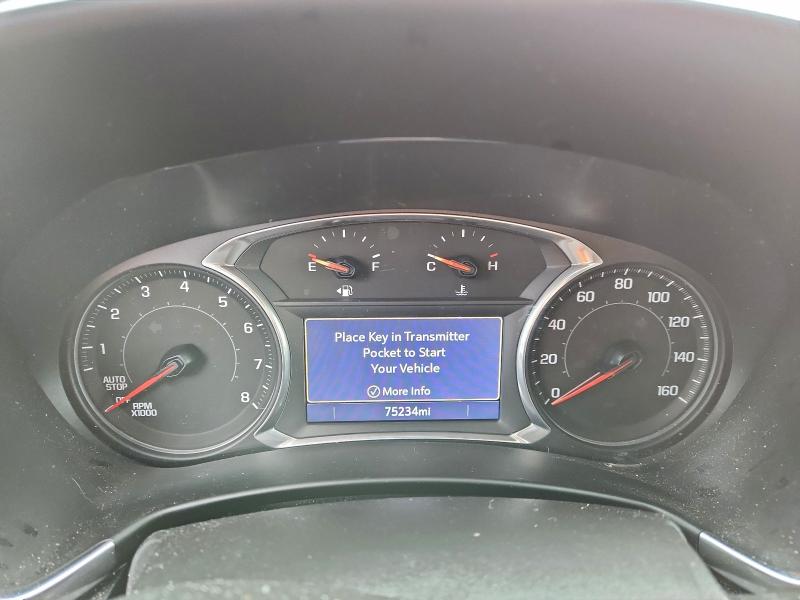 E F
C H
1 2 3 4 5 6 7 8
AUTO
STOP
OFF
RPM
X1000
Place Key in Transmitter
Pocket to Start
Your Vehicle
More Info
75234mi
0 20 40 60 80 100 120 140 160